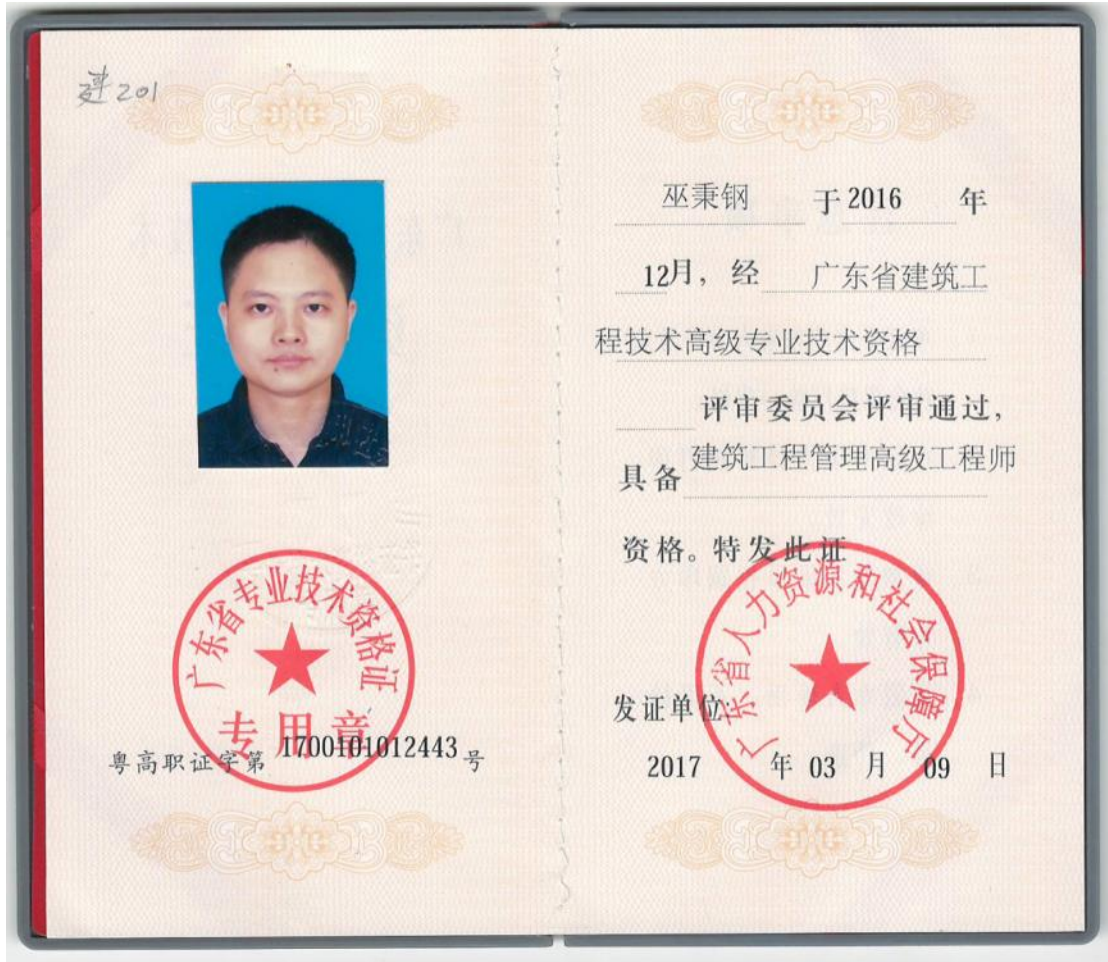 建201
广东省专业技术资格证
专用章
粤高职证字第 1700101012443 号
巫秉钢 于 2016 年
12月，经 广东省建筑工
程技术高级专业技术资格
评审委员会评审通过，
具备 建筑工程管理高级工程师
资格。特发此证
广东省人力资源和社会保障厅
发证单位:
2017 年 03 月 09 日